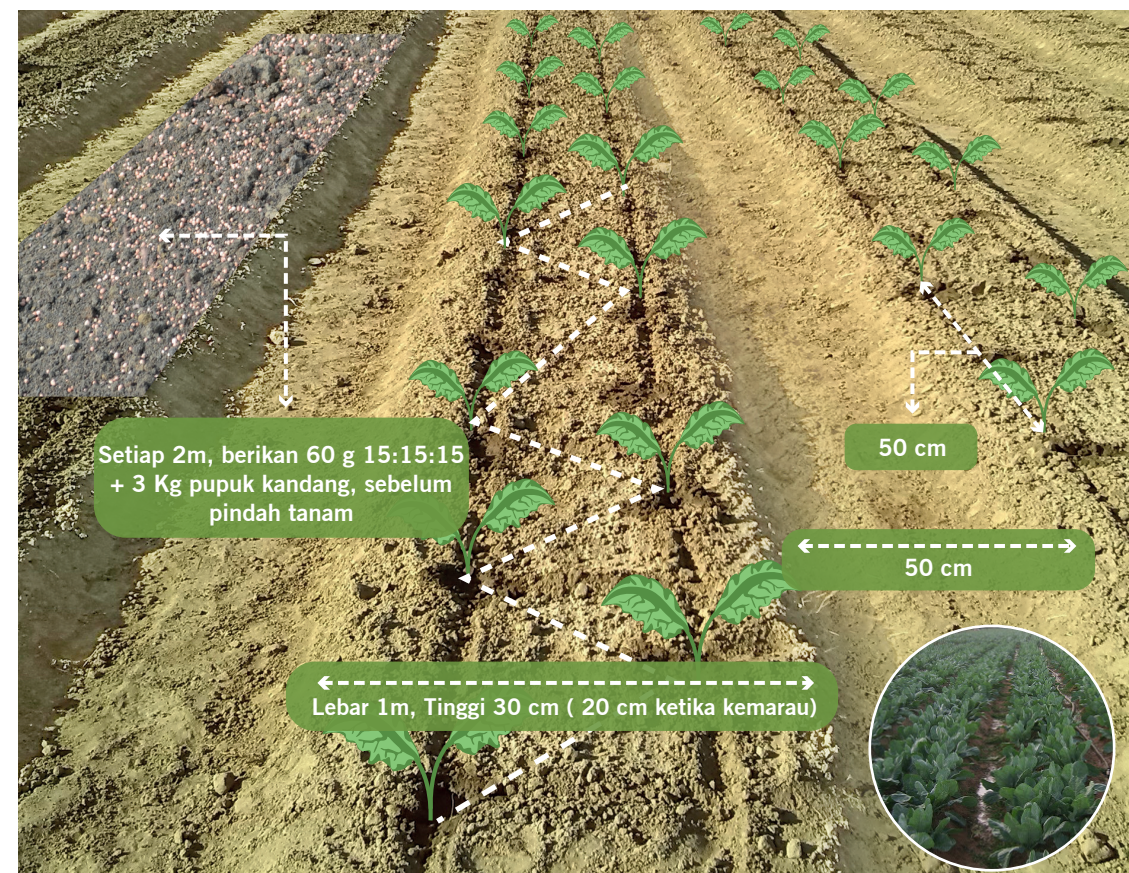 Setiap 2m, berikan 60 g 15:15:15
+ 3 Kg pupuk kandang, sebelum
pindah tanam
50 cm
50 cm
Lebar 1m, Tinggi 30 cm ( 20 cm ketika kemarau)